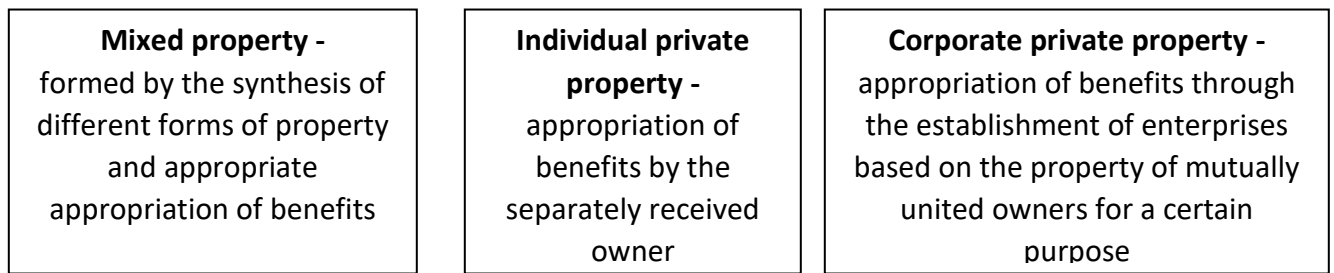 Mixed property -
formed by the synthesis of
different forms of property
and appropriate
appropriation of benefits
Individual private
property -
appropriation of
benefits by the
separately received
owner
Corporate private property -
appropriation of benefits through
the establishment of enterprises
based on the property of mutually
united owners for a certain
purpose